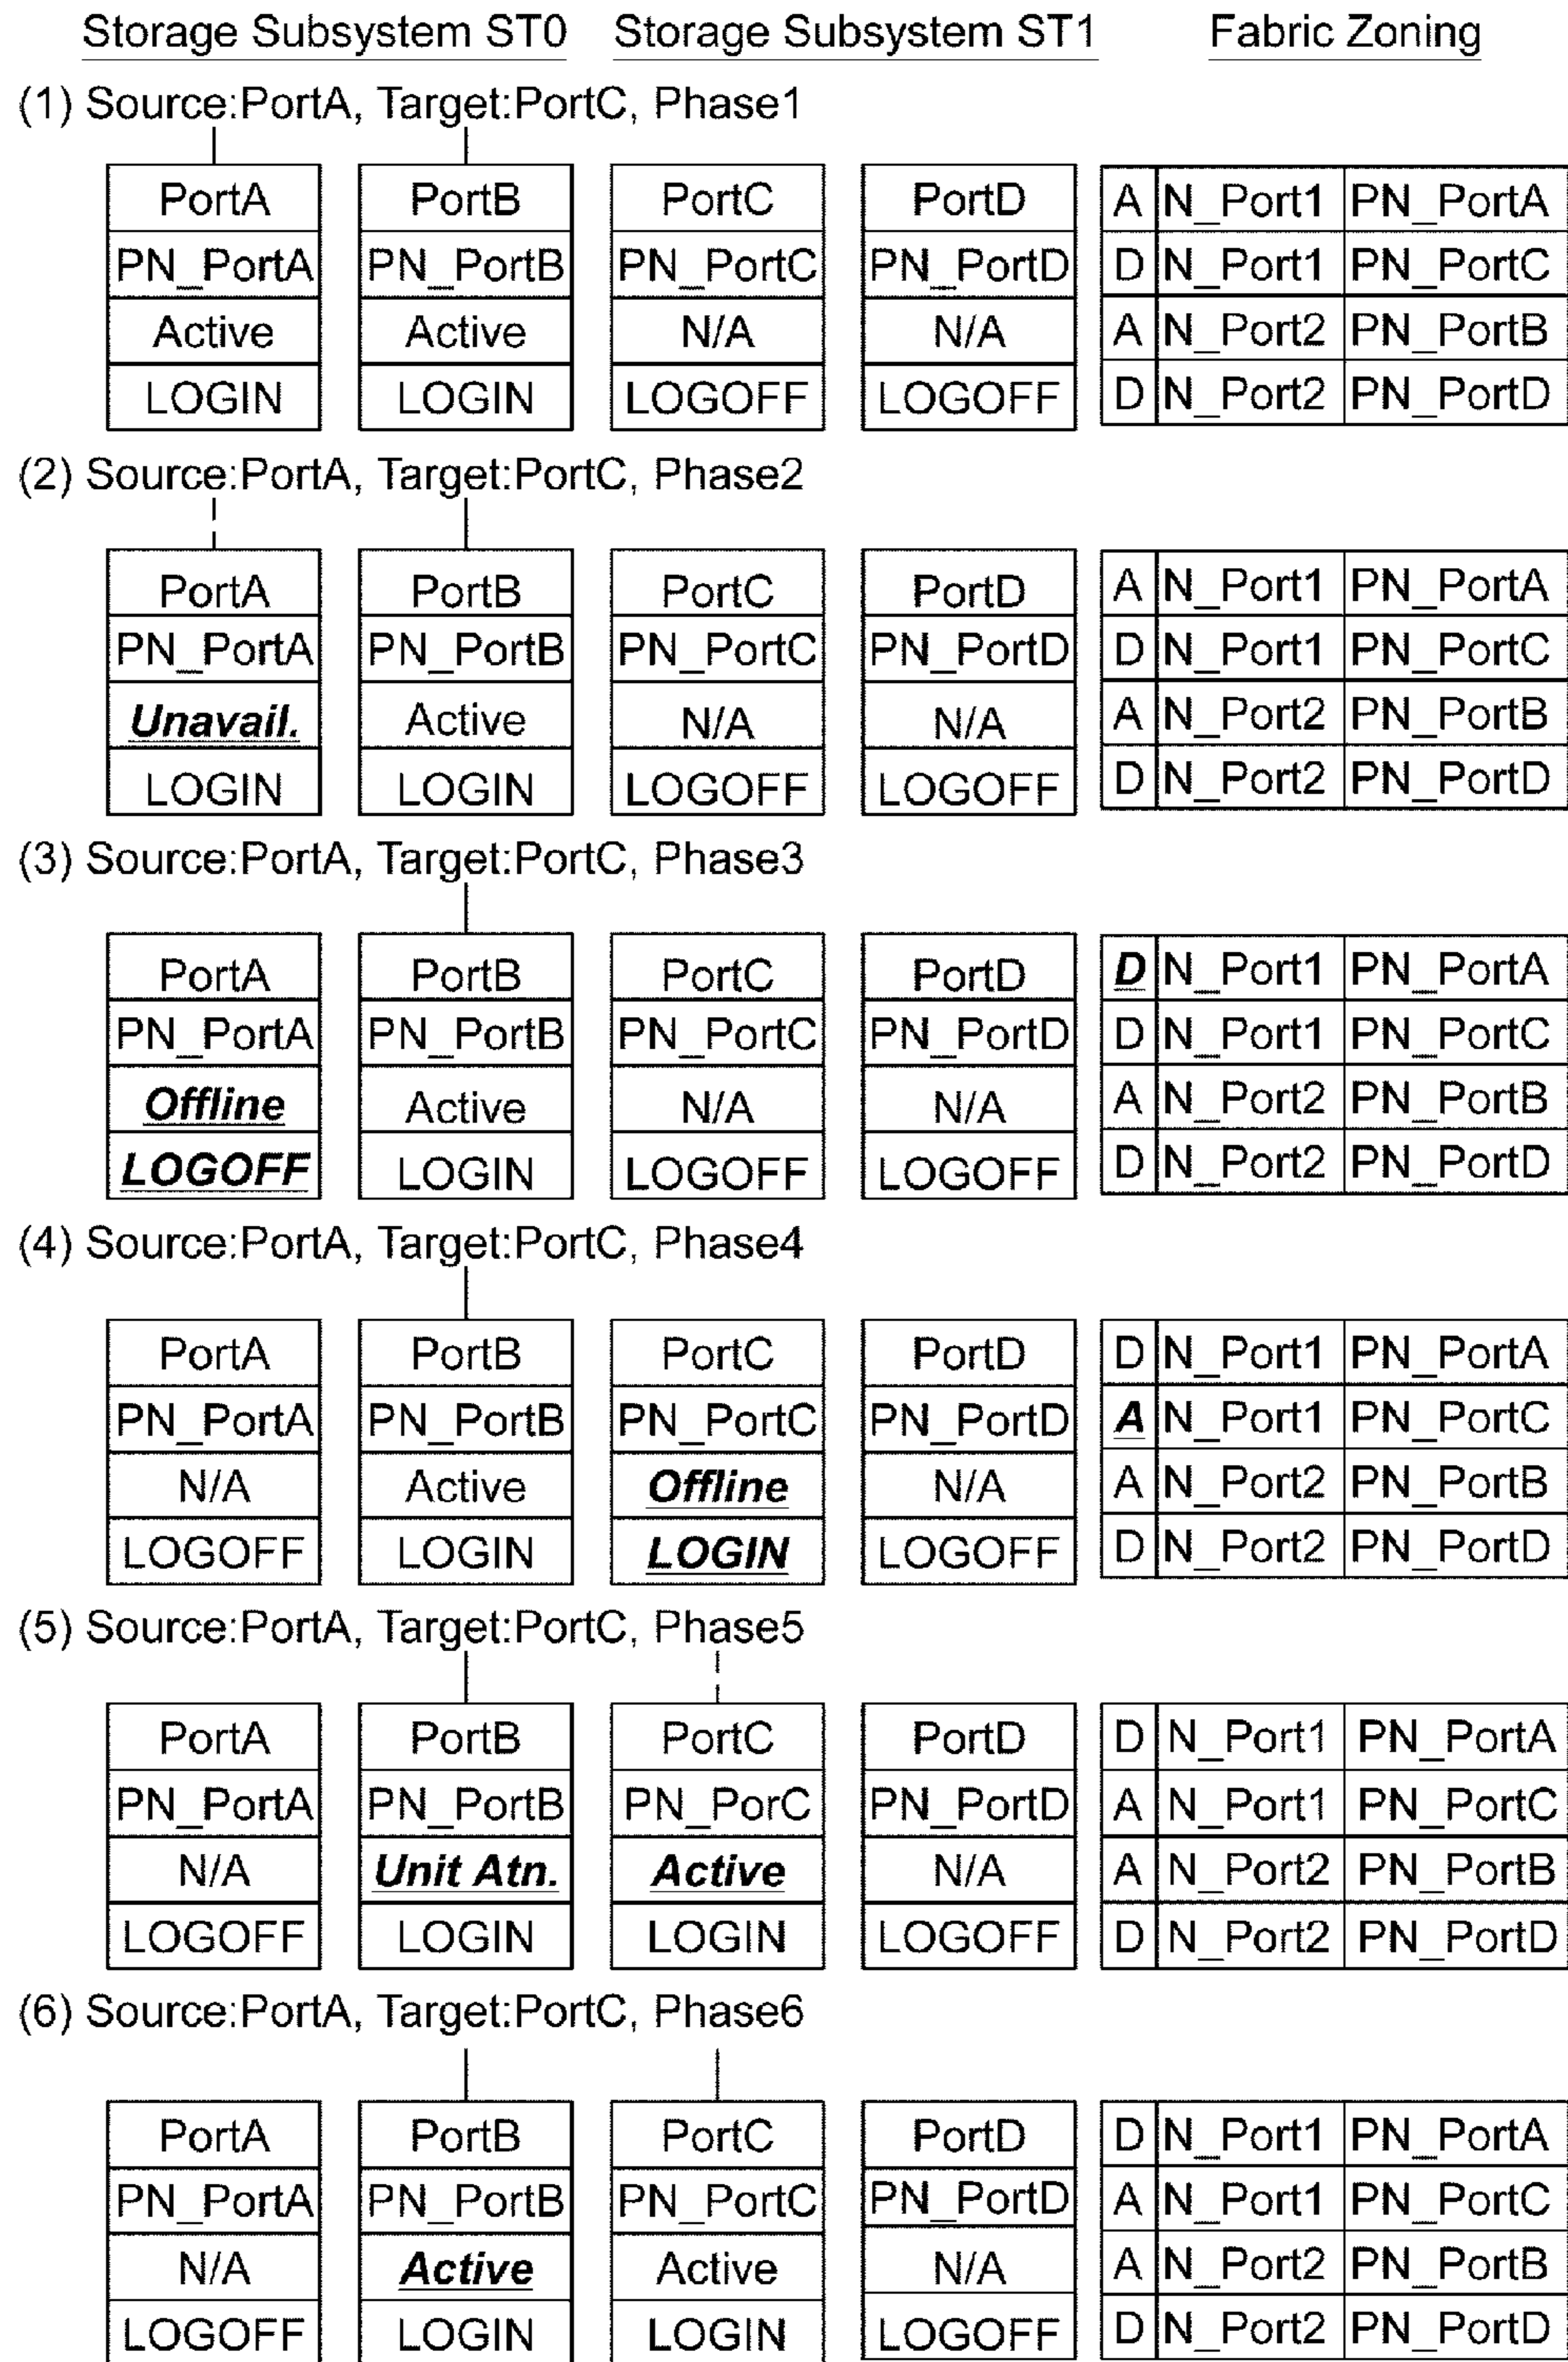 Storage Subsystem ST0 Storage Subsystem ST1 Fabric Zoning
(1) Source:PortA, Target:PortC, Phase1
PortA PortB PortC PortD A N_Port1 PN_PortA
PN_PortA PN_PortB PN_PortC PN_PortD D N_Port1 PN_PortC
Active Active N/A N/A A N_Port2 PN_PortB
LOGIN LOGIN LOGOFF LOGOFF D N_Port2 PN_PortD
(2) Source:PortA, Target:PortC, Phase2
PortA PortB PortC PortD A N_Port1 PN_PortA
PN_PortA PN_PortB PN_PortC PN_PortD D N_Port1 PN_PortC
Unavail. Active N/A N/A A N_Port2 PN_PortB
LOGIN LOGIN LOGOFF LOGOFF D N_Port2 PN_PortD
(3) Source:PortA, Target:PortC, Phase3
PortA PortB PortC PortD D N_Port1 PN_PortA
PN_PortA PN_PortB PN_PortC PN_PortD D N_Port1 PN_PortC
Offline Active N/A N/A A N_Port2 PN_PortB
LOGOFF LOGIN LOGOFF LOGOFF D N_Port2 PN_PortD
(4) Source:PortA, Target:PortC, Phase4
PortA PortB PortC PortD D N_Port1 PN_PortA
PN_PortA PN_PortB PN_PortC PN_PortD A N_Port1 PN_PortC
N/A Active Offline N/A A N_Port2 PN_PortB
LOGOFF LOGIN LOGIN LOGOFF D N_Port2 PN_PortD
(5) Source:PortA, Target:PortC, Phase5
PortA PortB PortC PortD D N_Port1 PN_PortA
PN_PortA PN_PortB PN_PorC PN_PortD A N_Port1 PN_PortC
N/A Unit Atn. Active N/A A N_Port2 PN_PortB
LOGOFF LOGIN LOGIN LOGOFF D N_Port2 PN_PortD
(6) Source:PortA, Target:PortC, Phase6
PortA PortB PortC PortD D N_Port1 PN_PortA
PN_PortA PN_PortB PN_PortC PN_PortD A N_Port1 PN_PortC
N/A Active Active N/A A N_Port2 PN_PortB
LOGOFF LOGIN LOGIN LOGOFF D N_Port2 PN_PortD